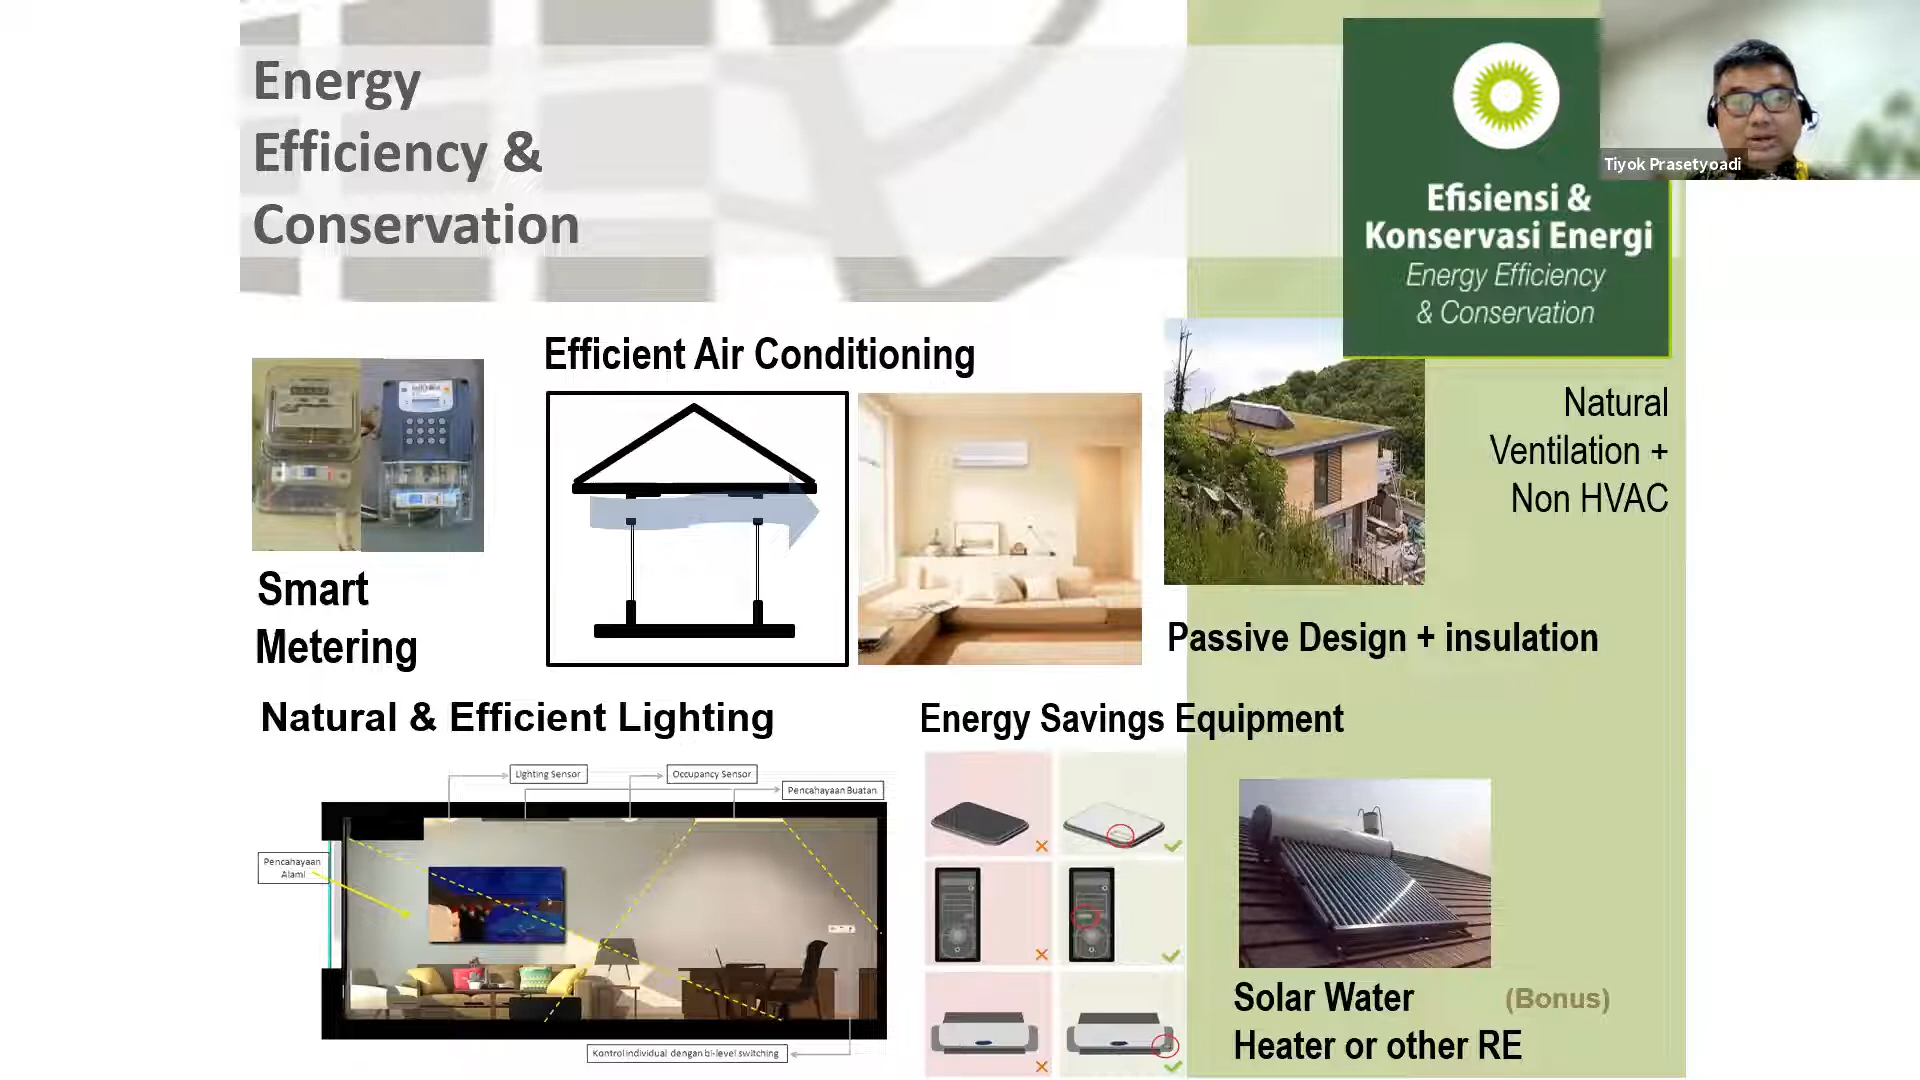 Energy
Efficiency &
Conservation
Tiyok Prasetyoadi
Efisiensi &
Konservasi Energi
Energy Efficiency
& Conservation
Efficient Air Conditioning
Natural
Ventilation +
Non HVAC
Smart
Metering
Passive Design + insulation
Natural & Efficient Lighting
Energy Savings Equipment
Lighting Sensor
Occupancy Sensor
Pencahayaan Buatan
Pencahayaan
Alami
Kontrol individual dengan bi-level switching
Solar Water
(Bonus)
Heater or other RE